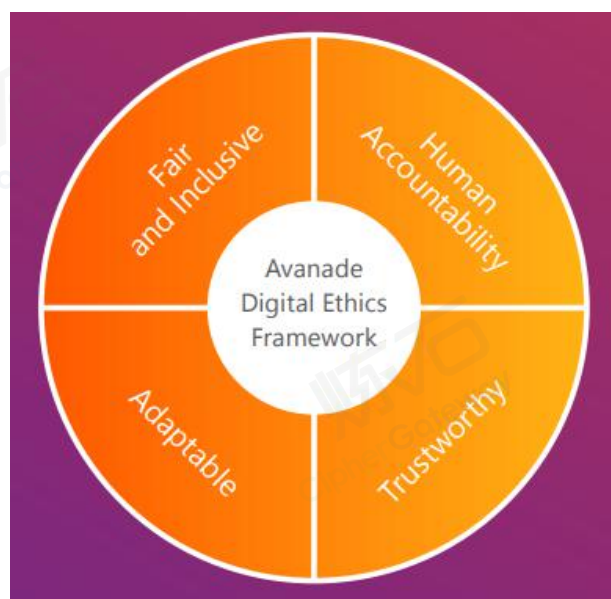 Fair
and Inclusive
Human
Accountability
Avanade
Digital Ethics
Framework
Adaptable
Trustworthy